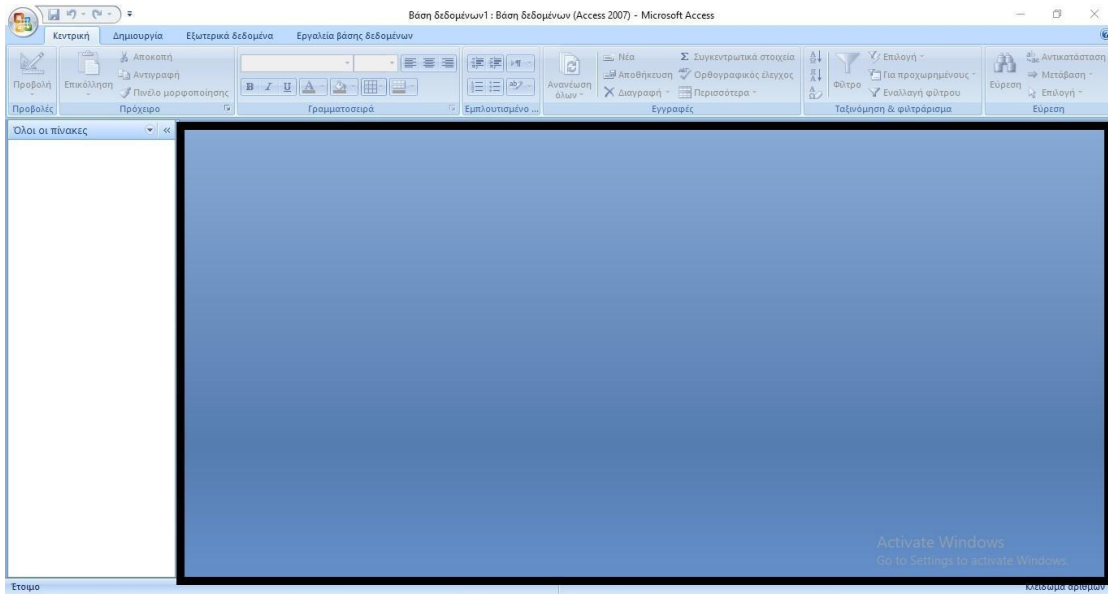 Βάση δεδομένων1 : Βάση δεδομένων (Access 2007) - Microsoft Access
Κεντρική Δημιουργία Εξωτερικά δεδομένα Εργαλεία βάσης δεδομένων
Προβολή
Επικόλληση
Αποκοπή
Αντιγραφή
Πινέλο μορφοποίησης
B I U
Ανανέωση όλων
Νέα
Αποθήκευση
Διαγραφή
Συγκεντρωτικά στοιχεία
Ορθογραφικός έλεγχος
Περισσότερα
Φίλτρο
Επιλογή
Για προχωρημένους
Εναλλαγή φίλτρου
Εύρεση
Αντικατάσταση
Μετάβαση
Επιλογή
Προβολές Πρόχειρο Γραμματοσειρά Εμπλουτισμένο ... Εγγραφές Ταξινόμηση & φιλτράρισμα Εύρεση
Όλοι οι πίνακες
Activate Windows
Go to Settings to activate Windows.
Έτοιμο Κλείδωμα αριθμών